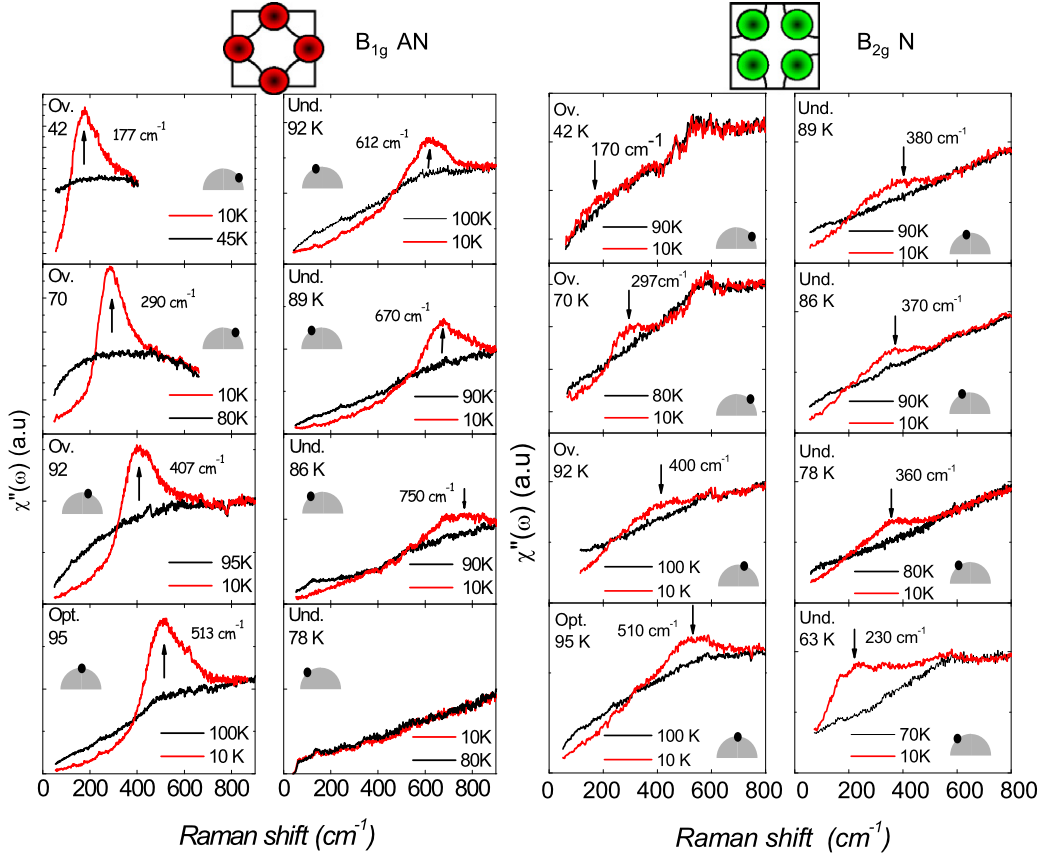 B1g AN
B2g N
Ov.
42
177 cm-1
10K
45K
Ov.
70
290 cm-1
10K
80K
Ov.
92
407 cm-1
95K
10K
Opt.
95
513 cm-1
100K
10 K
0 200 400 600 800
Und.
92 K
612 cm-1
100K
10K
Und.
89 K
670 cm-1
90K
10K
Und.
86 K
750 cm-1
90K
10K
Und.
78 K
10K
80K
0 200 400 600 800
χ''(ω) (a.u)
Raman shift (cm-1)
Ov.
42 K
170 cm-1
90K
10K
Ov.
70 K
297cm-1
80K
10K
Ov.
92 K
400 cm-1
100 K
10 K
Opt.
95 K
510 cm-1
100 K
10 K
0 200 400 600 800
Und.
89 K
380 cm-1
90K
10K
Und.
86 K
370 cm-1
90K
10K
Und.
78 K
360 cm-1
80K
10K
Und.
63 K
230 cm-1
70K
10K
0 200 400 600 800
χ''(ω) (a.u)
Raman shift (cm-1)